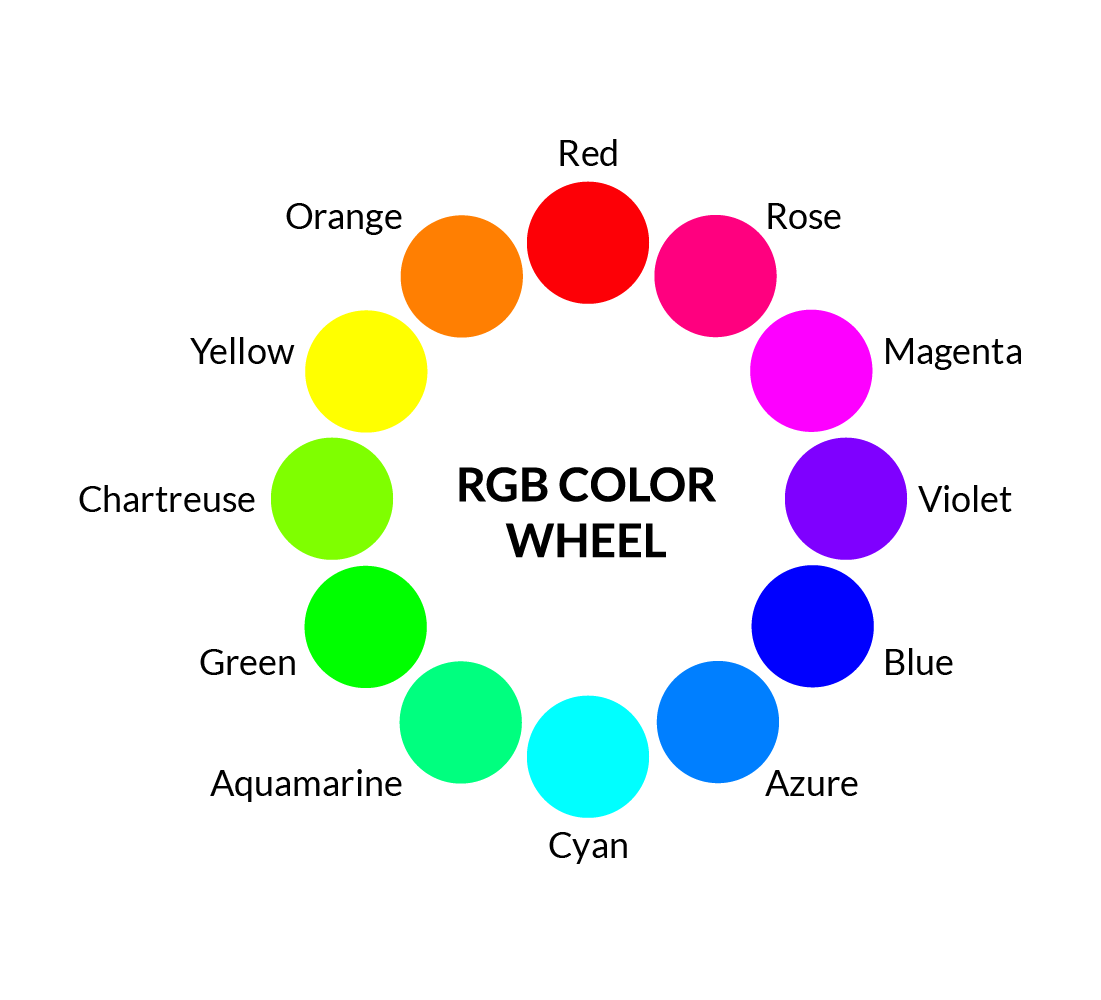 Red
Orange
Rose
Yellow
Magenta
RGB COLOR
WHEEL
Chartreuse
Violet
Green
Blue
Aquamarine
Azure
Cyan